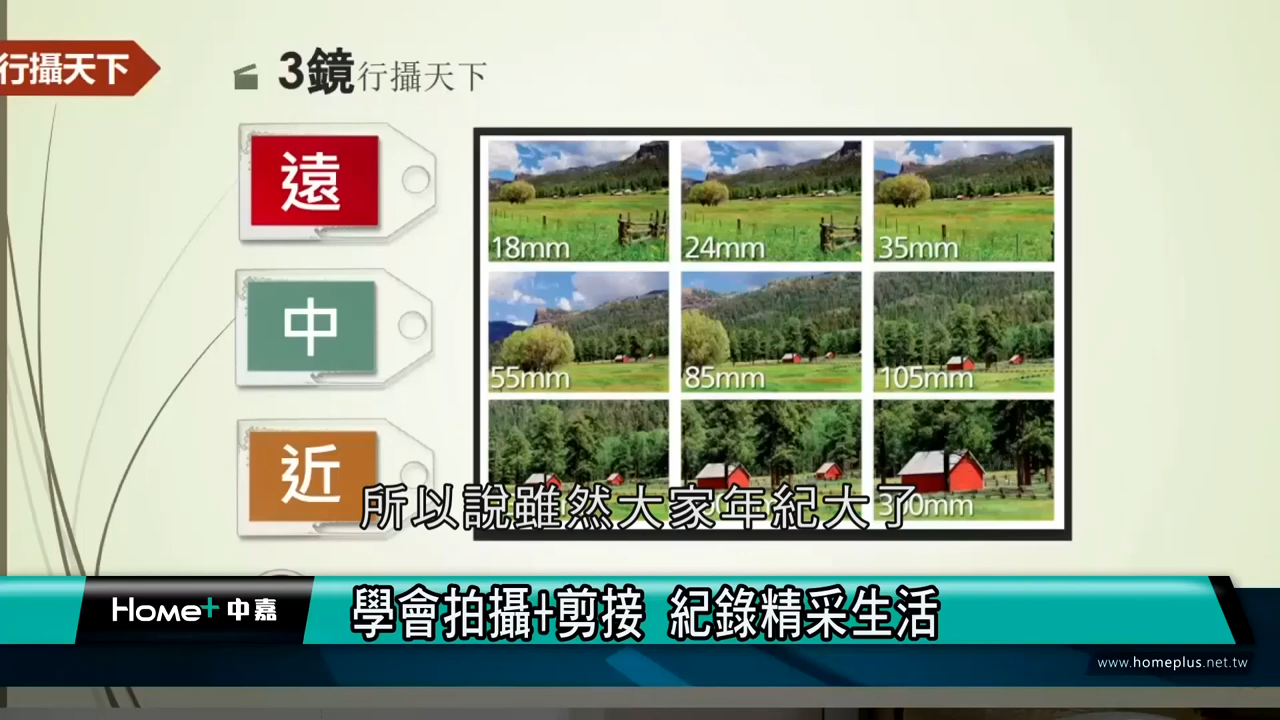 行攝天下
3鏡行攝天下
遠
中
近
18mm
24mm
35mm
55mm
85mm
105mm
所以說雖然大家年紀大了
Home+中嘉
學會拍攝+剪接 紀錄精采生活
www.homeplus.net.tw